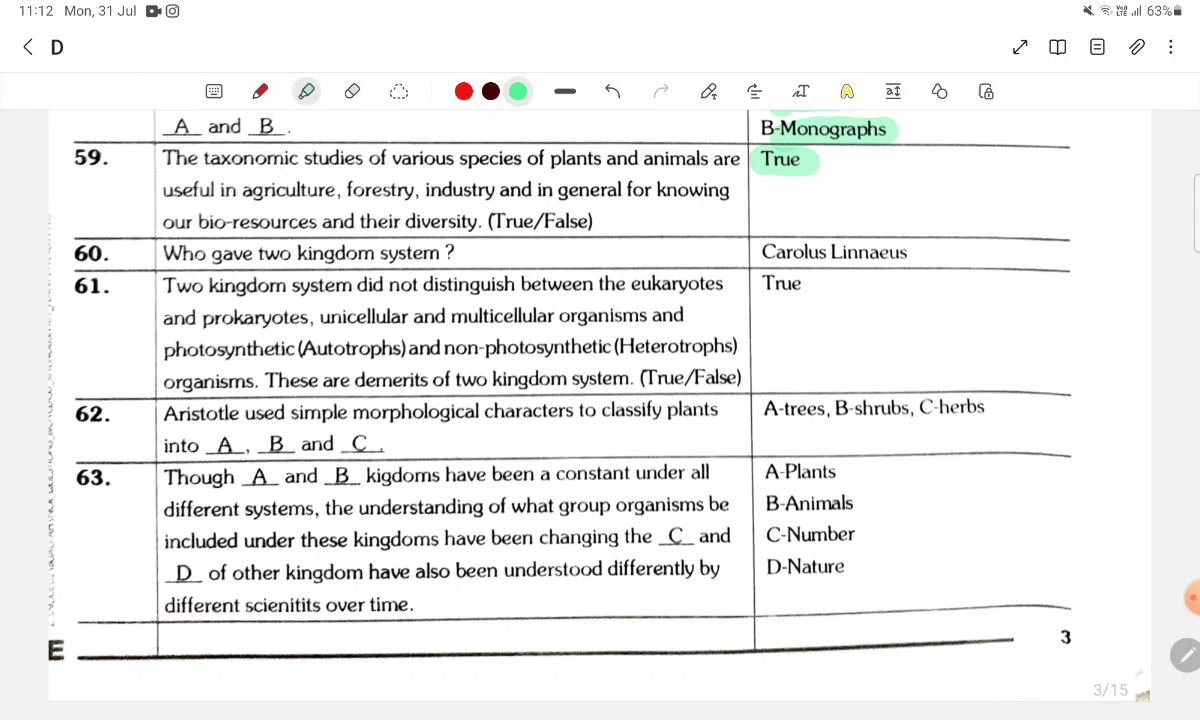 11:12 Mon, 31 Jul 63%
D
A and B.
B-Monographs
59. The taxonomic studies of various species of plants and animals are True
useful in agriculture, forestry, industry and in general for knowing
our bio-resources and their diversity. (True/False)
60. Who gave two kingdom system ? Carolus Linnaeus
61. Two kingdom system did not distinguish between the eukaryotes True
and prokaryotes, unicellular and multicellular organisms and
photosynthetic (Autotrophs) and non-photosynthetic (Heterotrophs)
organisms. These are demerits of two kingdom system. (True/False)
62. Aristotle used simple morphological characters to classify plants A-trees, B-shrubs, C-herbs
into A, B and C.
63. Though A and B kigdoms have been a constant under all A-Plants
different systems, the understanding of what group organisms be B-Animals
included under these kingdoms have been changing the C and C-Number
D of other kingdom have also been understood differently by D-Nature
different scienitits over time.
E 3
3/15